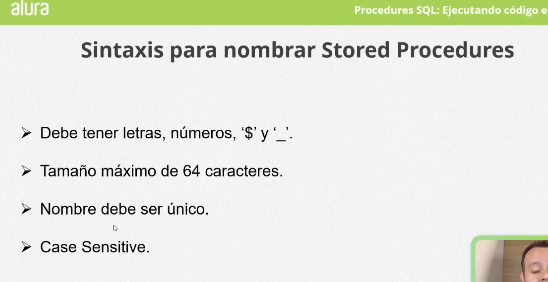 alura
Procedures SQL: Ejecutando código e
Sintaxis para nombrar Stored Procedures
Debe tener letras, números, '$' y '_'.
Tamaño máximo de 64 caracteres.
Nombre debe ser único.
Case Sensitive.